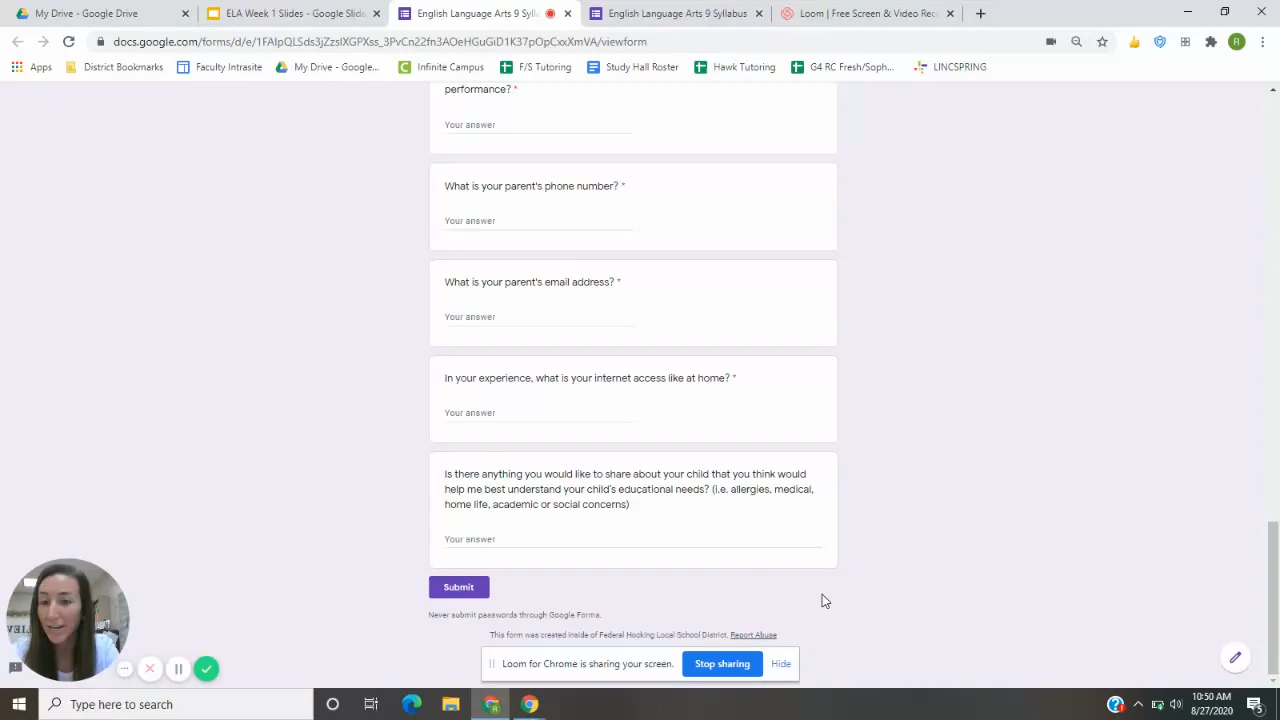 My Drive - Google Drive
ELA Week 1 Slides - Google Slide
English Language Arts 9 Sylla
English Language Arts 9 Syllabus
Loom | Free Screen & Video Rec
docs.google.com/forms/d/e/
/viewform
Apps
District Bookmarks
Faculty Intrasite
My Drive - Google...
Infinite Campus
F/S Tutoring
Study Hall Roster
Hawk Tutoring
G4 RC Fresh/Soph...
LINCSPRING
performance? *
Your answer
What is your parent's phone number? *
Your answer
What is your parent's email address? *
Your answer
In your experience, what is your internet access like at home? *
Your answer
Is there anything you would like to share about your child that you think would
help me best understand your child's educational needs? (i.e. allergies, medical,
home life, academic or social concerns)
Your answer
Submit
Never submit passwords through Google Forms.
This form was created inside of Federal Hocking Local School District. Report Abuse
Loom for Chrome is sharing your screen.
Stop sharing
Hide
Type here to search
10:50 AM
8/27/2020